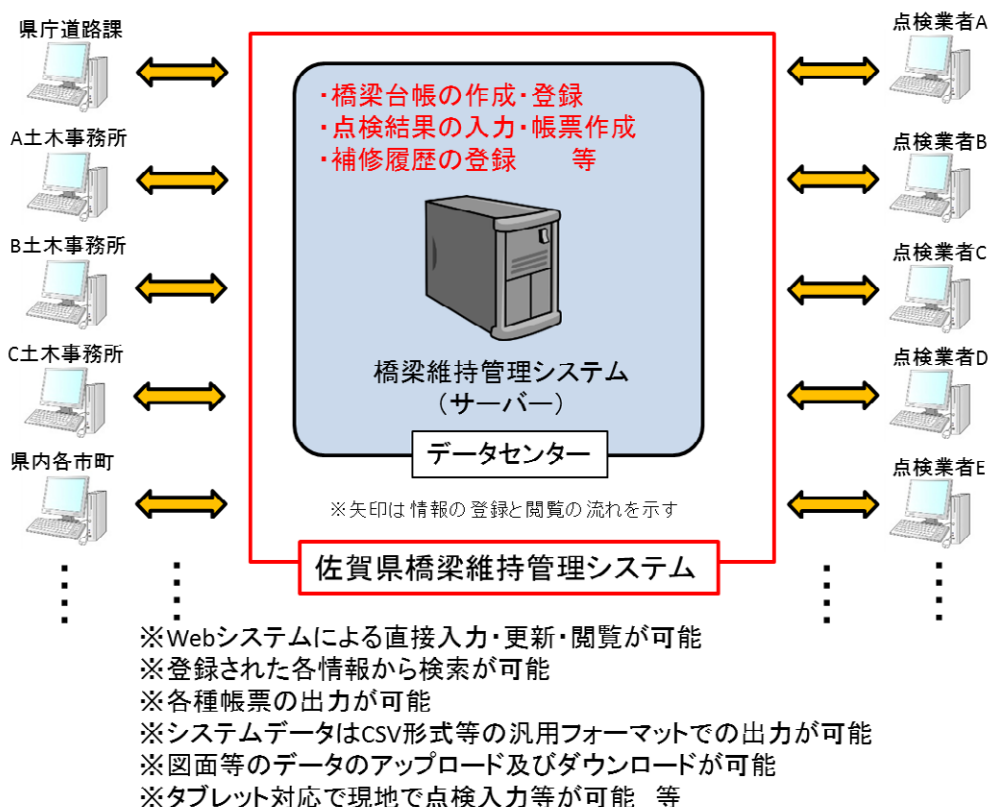 県庁道路課
点検業者A
・橋梁台帳の作成・登録
・点検結果の入力・帳票作成
・補修履歴の登録　等
A土木事務所
点検業者B
B土木事務所
点検業者C
C土木事務所
点検業者D
橋梁維持管理システム
（サーバー）
データセンター
県内各市町
点検業者E
※矢印は情報の登録と閲覧の流れを示す
佐賀県橋梁維持管理システム
※Webシステムによる直接入力・更新・閲覧が可能
※登録された各情報から検索が可能
※各種帳票の出力が可能
※システムデータはCSV形式等の汎用フォーマットでの出力が可能
※図面等のデータのアップロード及びダウンロードが可能
※タブレット対応で現地で点検入力等が可能　等